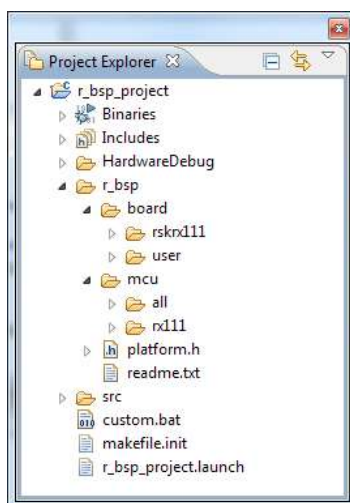 Project Explorer
r_bsp_project
Binaries
Includes
HardwareDebug
r_bsp
board
rskrx111
user
mcu
all
rx111
platform.h
readme.txt
src
custom.bat
makefile.init
r_bsp_project.launch